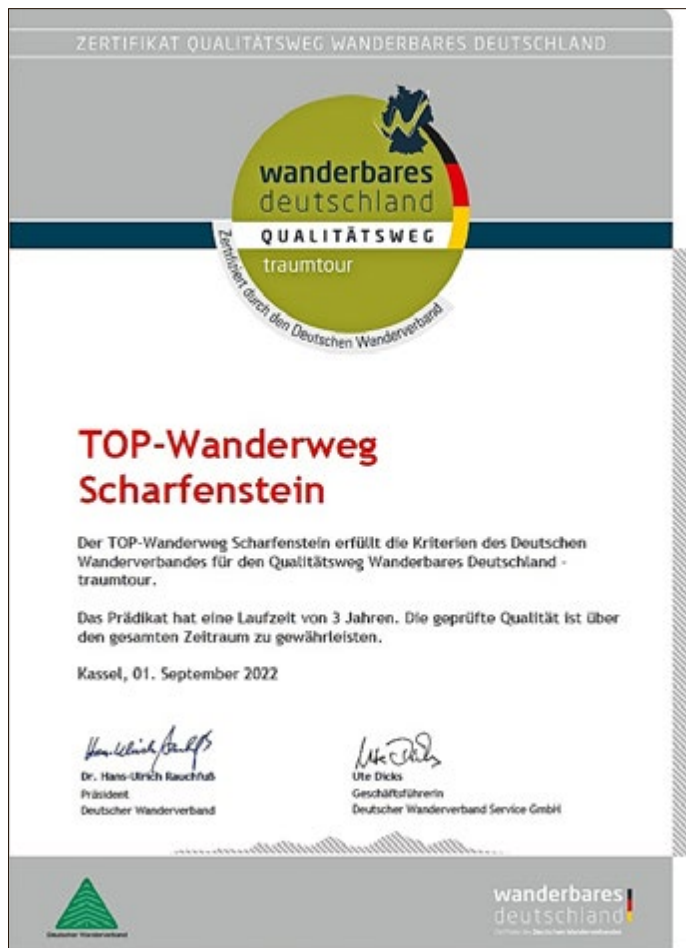 ZERTIFIKAT QUALITÄTSWEG WANDERBARES DEUTSCHLAND
wanderbares
deutschland
QUALITÄTSWEG
traumtour
Zertifiziert durch den Deutschen Wanderverband
TOP-Wanderweg
Scharfenstein
Der TOP-Wanderweg Scharfenstein erfüllt die Kriterien des Deutschen
Wanderverbandes für den Qualitätsweg Wanderbares Deutschland -
traumtour.
Das Prädikat hat eine Laufzeit von 3 Jahren. Die geprüfte Qualität ist über
den gesamten Zeitraum zu gewährleisten.
Kassel, 01. September 2022
Dr. Hans-Ulrich Rauchfuß
Präsident
Deutscher Wanderverband
Ute Dicks
Geschäftsführerin
Deutscher Wanderverband Service GmbH
Deutscher Wanderverband
wanderbares
deutschland